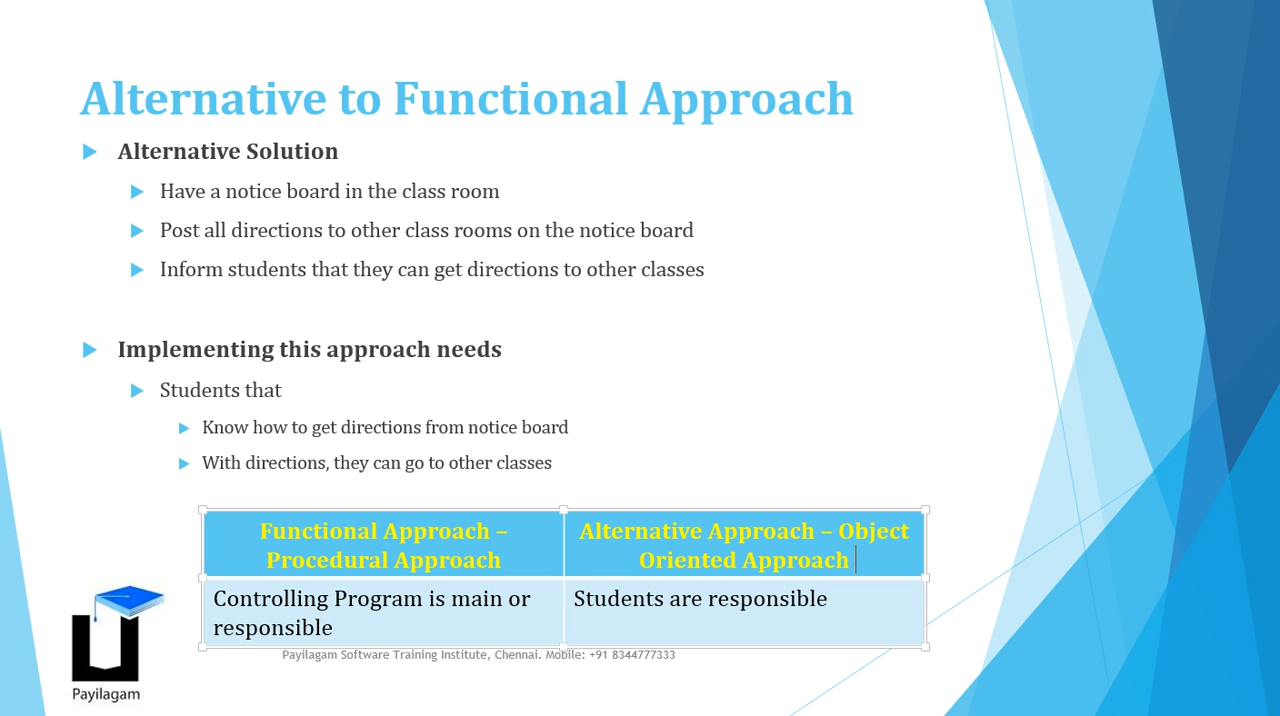 Alternative to Functional Approach
Alternative Solution
Have a notice board in the class room
Post all directions to other class rooms on the notice board
Inform students that they can get directions to other classes
Implementing this approach needs
Students that
Know how to get directions from notice board
With directions, they can go to other classes
Functional Approach –
Procedural Approach
Alternative Approach – Object
Oriented Approach
Controlling Program is main or
responsible
Students are responsible
Payilagam Software Training Institute, Chennai. Mobile: +91 8344777333
Payilagam